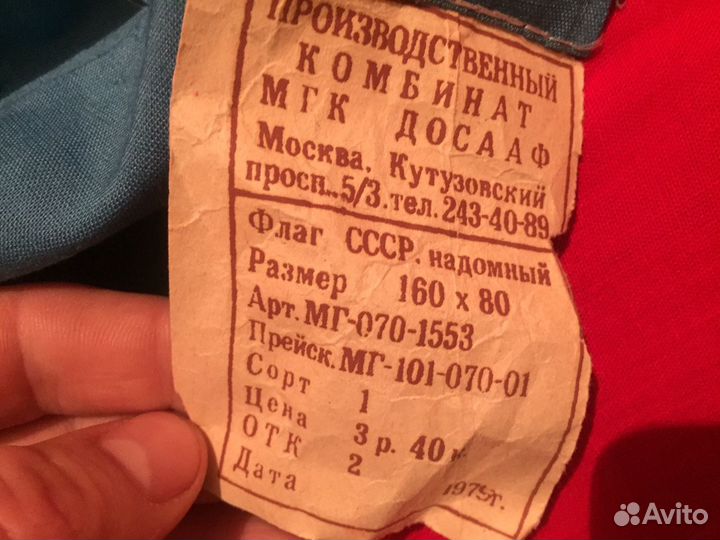 ПРОИЗВОДСТВЕННЫЙ
КОМБИНАТ
МГК ДОСААФ
Москва, Кутузовский
просп. 5/3. тел. 243-40-89
Флаг СССР. надомный
Размер 160 х 80
Арт. МГ-070-1553
Прейск. МГ-101-070-01
Сорт 1
Цена 3 р. 40 к.
ОТК 2
Дата 1975г.
Avito